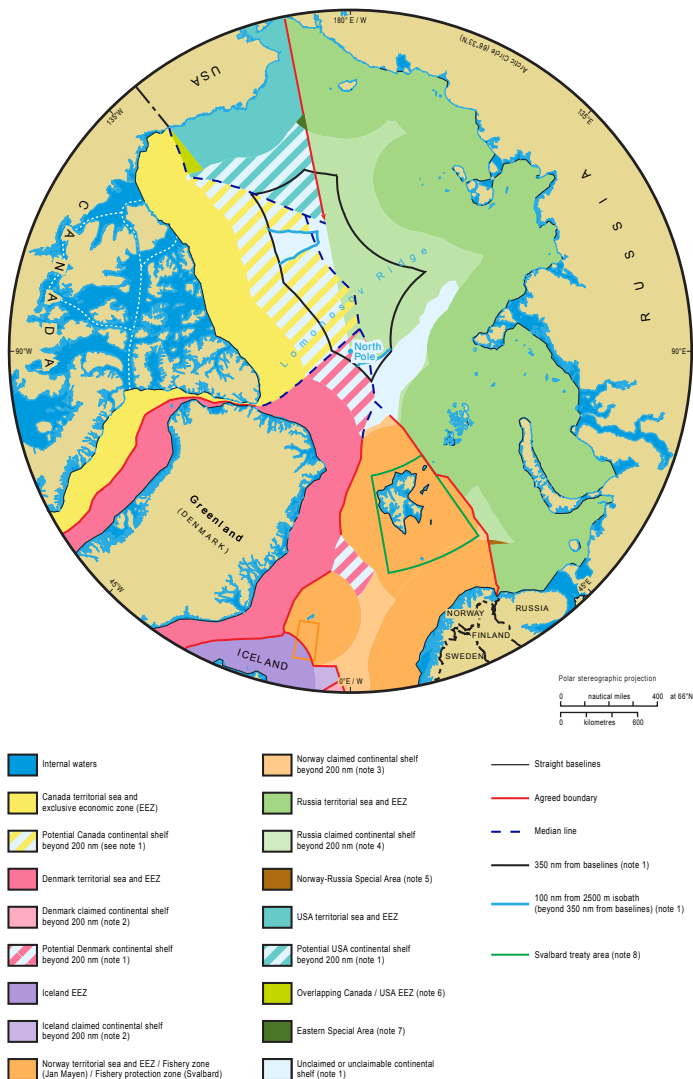 180° E / W
Arctic Circle (66°33'N)
USA
135°W
135°E
CANADA
RUSSIA
Lomonosov Ridge
90°W
North
Pole
90°E
Greenland
(DENMARK)
45°W
45°E
NORWAY
RUSSIA
FINLAND
SWEDEN
ICELAND
0°E / W
Polar stereographic projection
0 nautical miles 400 at 66°N
0 kilometres 600
Internal waters
Canada territorial sea and
exclusive economic zone (EEZ)
Potential Canada continental shelf
beyond 200 nm (see note 1)
Denmark territorial sea and EEZ
Denmark claimed continental shelf
beyond 200 nm (note 2)
Potential Denmark continental shelf
beyond 200 nm (note 1)
Iceland EEZ
Iceland claimed continental shelf
beyond 200 nm (note 2)
Norway territorial sea and EEZ / Fishery zone
(Jan Mayen) / Fishery protection zone (Svalbard)
Norway claimed continental shelf
beyond 200 nm (note 3)
Russia territorial sea and EEZ
Russia claimed continental shelf
beyond 200 nm (note 4)
Norway-Russia Special Area (note 5)
USA territorial sea and EEZ
Potential USA continental shelf
beyond 200 nm (note 1)
Overlapping Canada / USA EEZ (note 6)
Eastern Special Area (note 7)
Unclaimed or unclaimable continental
shelf (note 1)
Straight baselines
Agreed boundary
Median line
350 nm from baselines (note 1)
100 nm from 2500 m isobath
(beyond 350 nm from baselines) (note 1)
Svalbard treaty area (note 8)